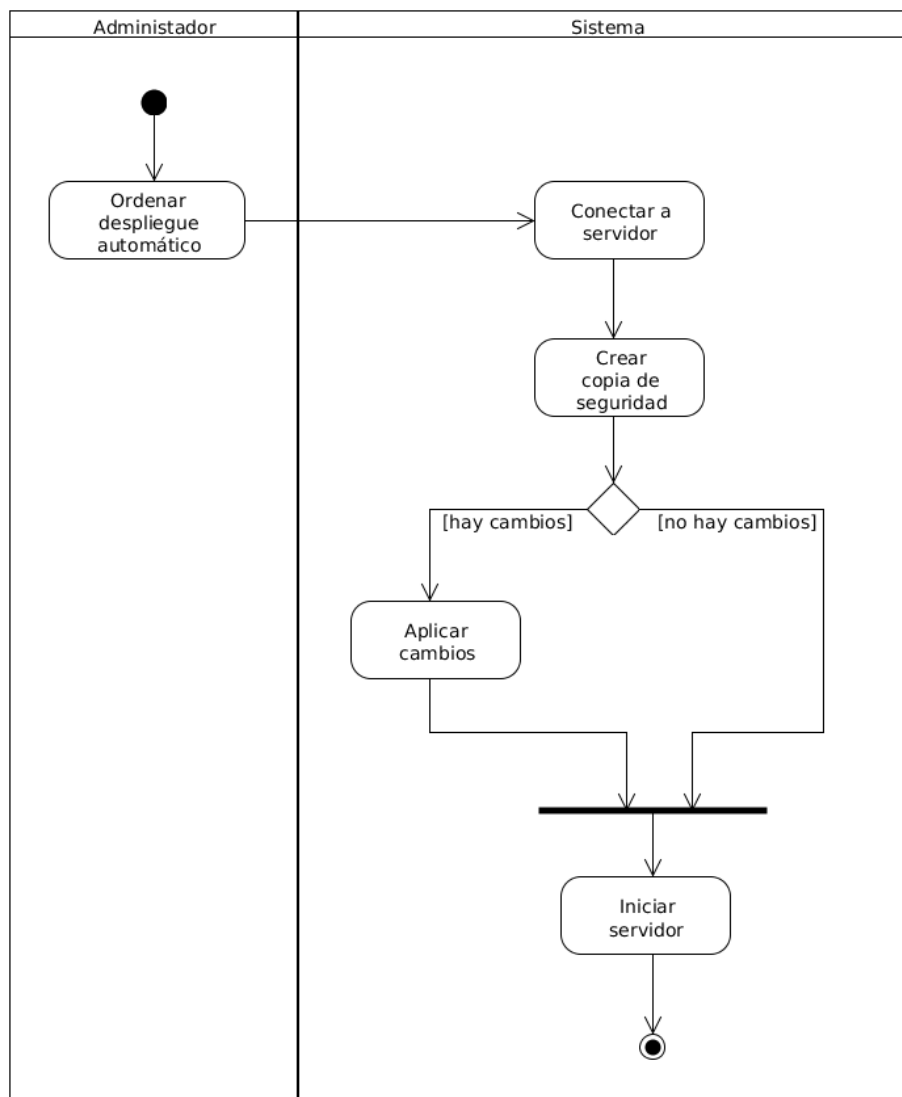 Administador
Sistema
Ordenar
despliegue
automático
Conectar a
servidor
Crear
copia de
seguridad
[hay cambios]
[no hay cambios]
Aplicar
cambios
Iniciar
servidor